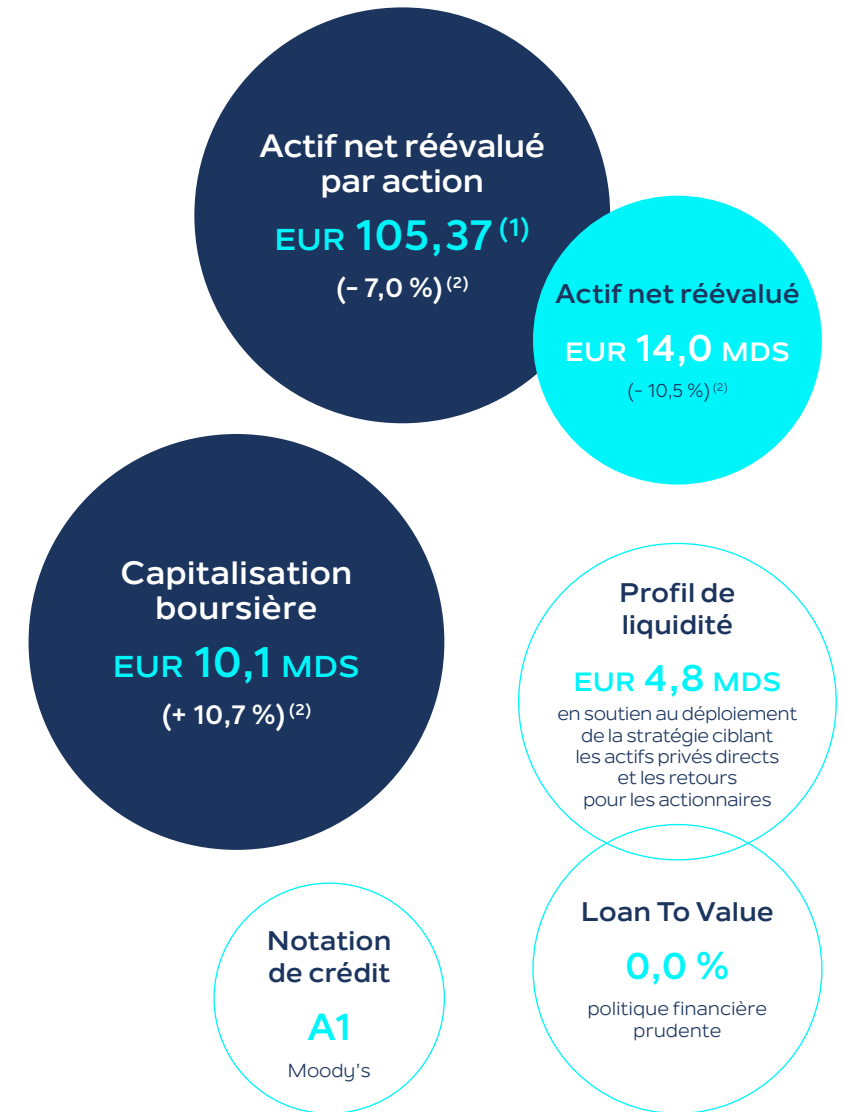 Actif net réévalué
par action
EUR 105,37 (1)
(- 7,0 %) (2)
Actif net réévalué
EUR 14,0 MDS
(- 10,5 %) (2)
Capitalisation
boursière
EUR 10,1 MDS
(+ 10,7 %) (2)
Profil de
liquidité
EUR 4,8 MDS
en soutien au déploiement
de la stratégie ciblant
les actifs privés directs
et les retours
pour les actionnaires
Notation
de crédit
A1
Moody's
Loan To Value
0,0 %
politique financière
prudente